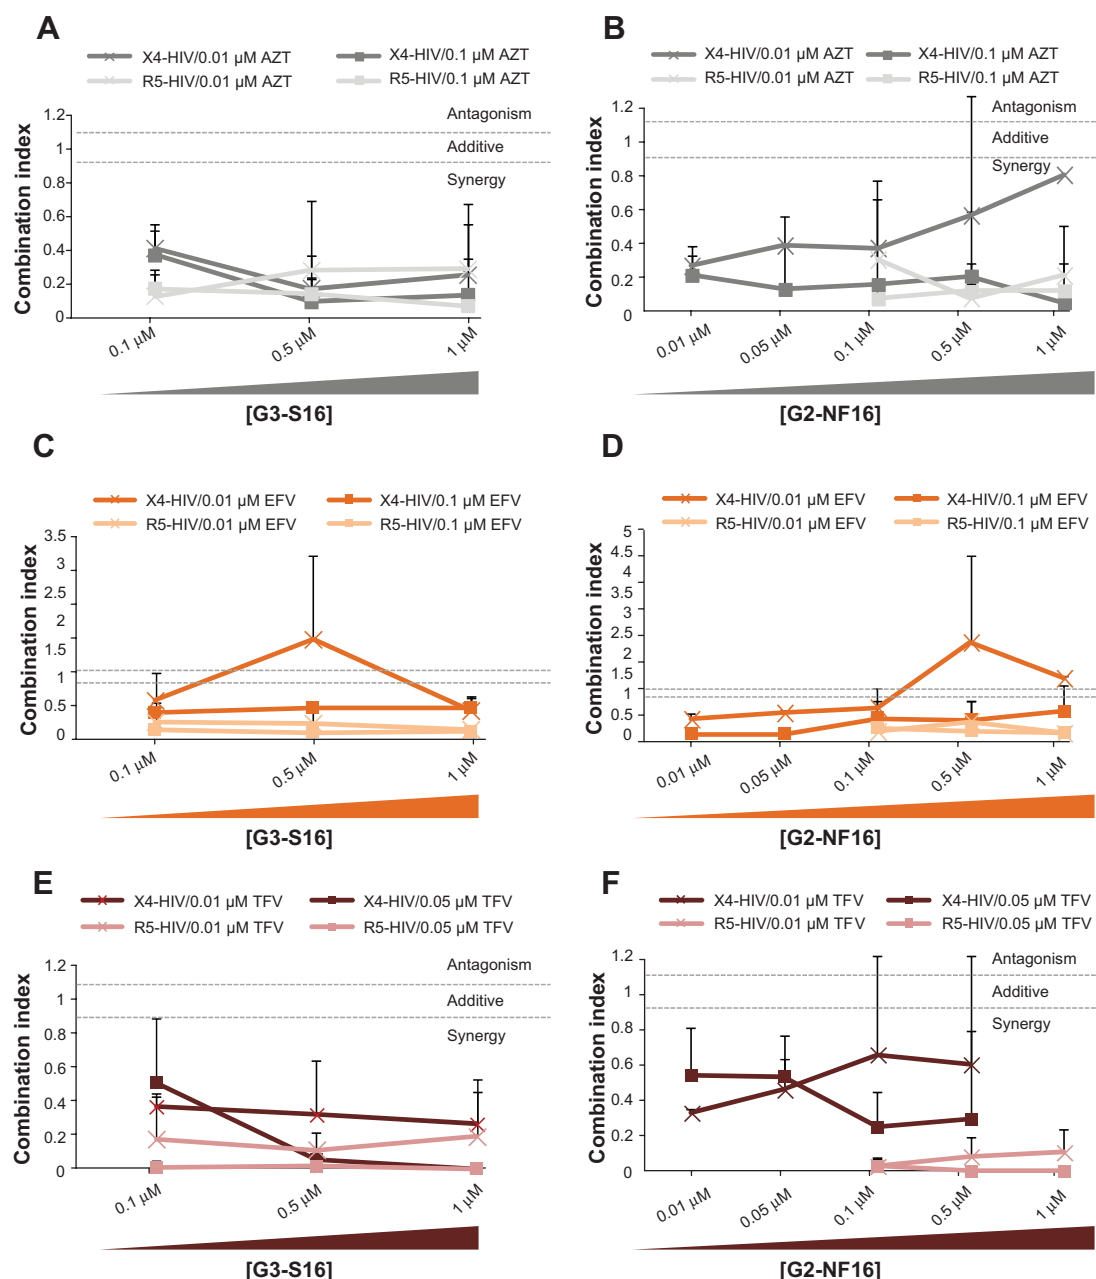 A
X4-HIV/0.01 µM AZT
X4-HIV/0.1 µM AZT
R5-HIV/0.01 µM AZT
R5-HIV/0.1 µM AZT
Combination index
1.2
1
0.8
0.6
0.4
0.2
0
Antagonism
Additive
Synergy
0.1 µM
0.5 µM
1 µM
[G3-S16]
B
X4-HIV/0.01 µM AZT
X4-HIV/0.1 µM AZT
R5-HIV/0.01 µM AZT
R5-HIV/0.1 µM AZT
Combination index
1.2
1
0.8
0.6
0.4
0.2
0
Antagonism
Additive
Synergy
0.01 µM
0.05 µM
0.1 µM
0.5 µM
1 µM
[G2-NF16]
C
X4-HIV/0.01 µM EFV
X4-HIV/0.1 µM EFV
R5-HIV/0.01 µM EFV
R5-HIV/0.1 µM EFV
Combination index
3.5
3
2.5
2
1.5
1
0.5
0
0.1 µM
0.5 µM
1 µM
[G3-S16]
D
X4-HIV/0.01 µM EFV
X4-HIV/0.1 µM EFV
R5-HIV/0.01 µM EFV
R5-HIV/0.1 µM EFV
Combination index
5
4.5
4
3.5
3
2.5
2
1.5
1
0.5
0
0.01 µM
0.05 µM
0.1 µM
0.5 µM
1 µM
[G2-NF16]
E
X4-HIV/0.01 µM TFV
X4-HIV/0.05 µM TFV
R5-HIV/0.01 µM TFV
R5-HIV/0.05 µM TFV
Combination index
1.2
1
0.8
0.6
0.4
0.2
0
Antagonism
Additive
Synergy
0.1 µM
0.5 µM
1 µM
[G3-S16]
F
X4-HIV/0.01 µM TFV
X4-HIV/0.05 µM TFV
R5-HIV/0.01 µM TFV
R5-HIV/0.05 µM TFV
Combination index
1.2
1
0.8
0.6
0.4
0.2
0
Antagonism
Additive
Synergy
0.01 µM
0.05 µM
0.1 µM
0.5 µM
1 µM
[G2-NF16]